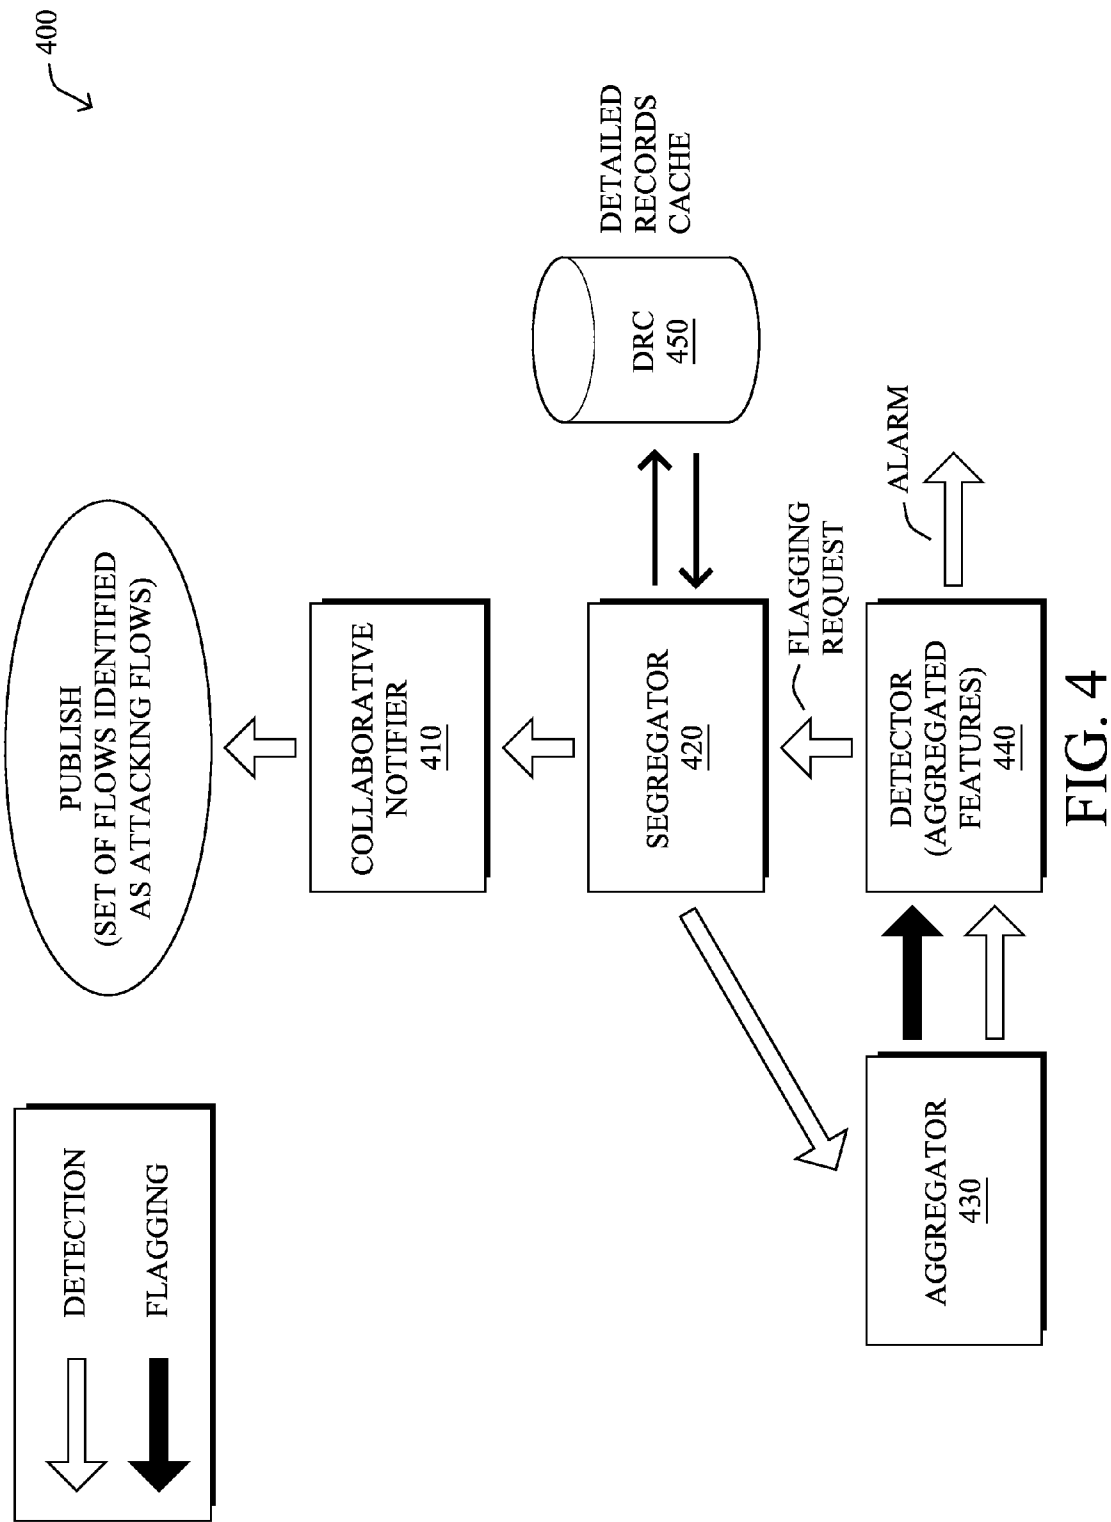 400
DETECTION
FLAGGING
PUBLISH
(SET OF FLOWS IDENTIFIED
AS ATTACKING FLOWS)
COLLABORATIVE
NOTIFIER
410
SEGREGATOR
420
DRC
450
DETAILED
RECORDS
CACHE
FLAGGING
REQUEST
AGGREGATOR
430
DETECTOR
(AGGREGATED
FEATURES)
440
ALARM
FIG. 4